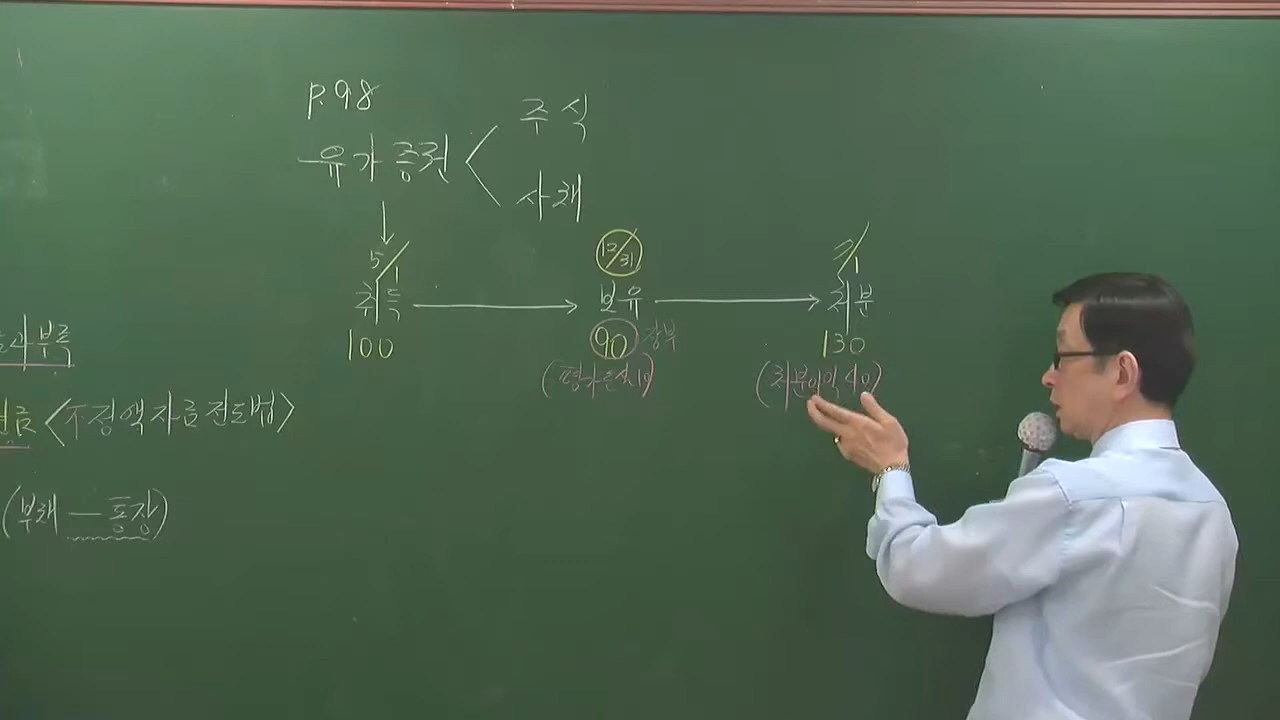 P.98
유가증권 < 주식
사채
5/1
취득
100
12/31
보유
90 장부
(평가손실10)
7/1
처분
130
(처분이익40)
과부족
금 <不정액자금전도법>
(부채 — 통장)